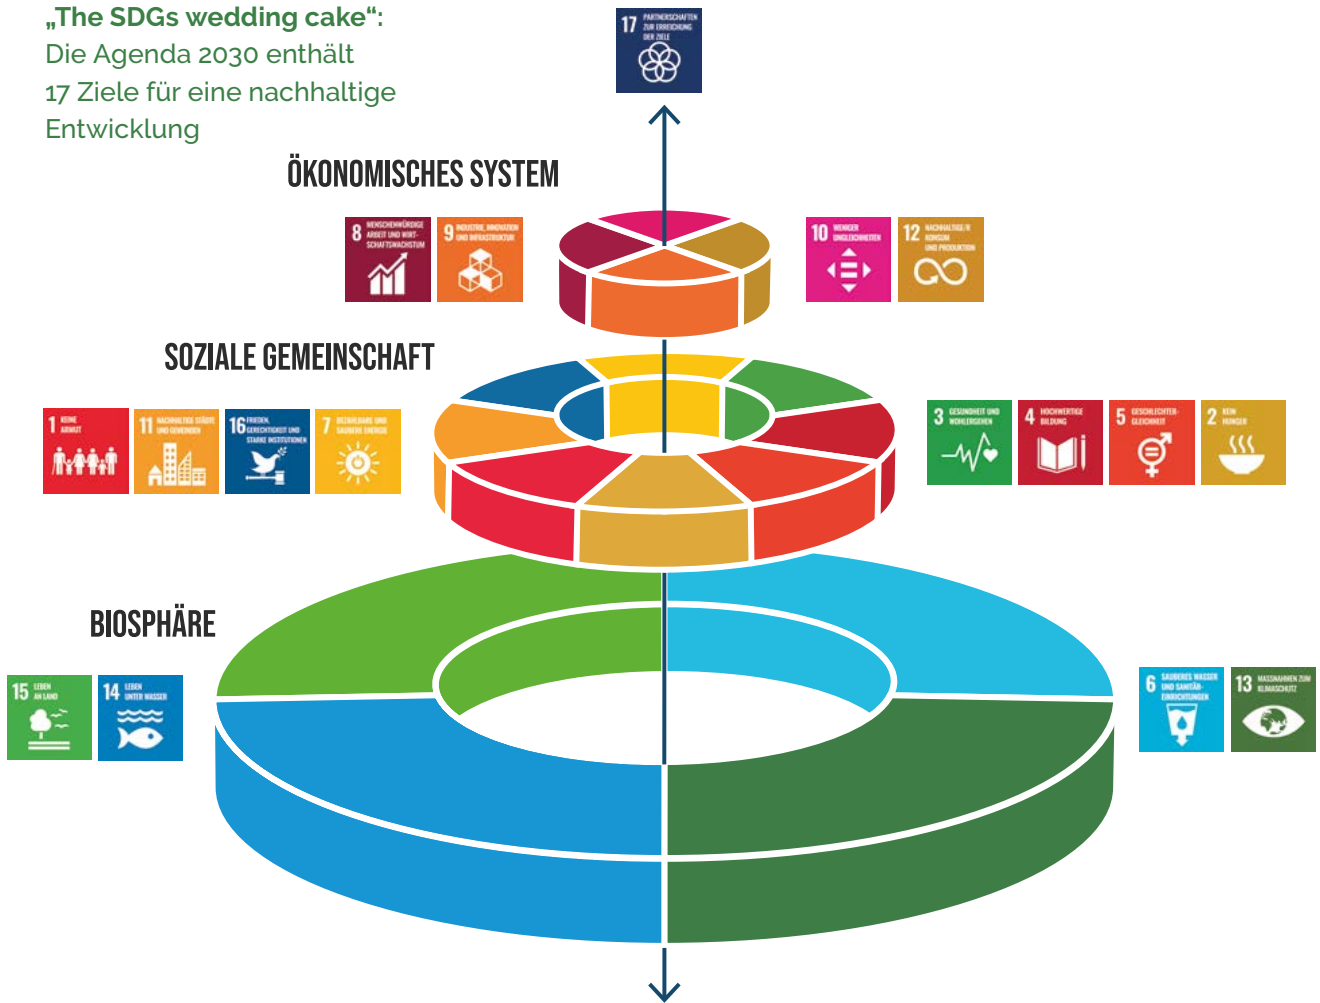 „The SDGs wedding cake“:
Die Agenda 2030 enthält
17 Ziele für eine nachhaltige
Entwicklung
17 PARTNERSCHAFTEN
ZUR ERREICHUNG
DER ZIELE
ÖKONOMISCHES SYSTEM
8 MENSCHENWÜRDIGE
ARBEIT UND WIRT-
SCHAFTSWACHSTUM
9 INDUSTRIE, INNOVATION
UND INFRASTRUKTUR
10 WENIGER
UNGLEICHHEITEN
12 NACHHALTIGE/R
KONSUM
UND PRODUKTION
SOZIALE GEMEINSCHAFT
1 KEINE
ARMUT
11 NACHHALTIGE STÄDTE
UND GEMEINDEN
16 FRIEDEN,
GERECHTIGKEIT UND
STARKE INSTITUTIONEN
7 BEZAHLBARE UND
SAUBERE ENERGIE
3 GESUNDHEIT UND
WOHLERGEHEN
4 HOCHWERTIGE
BILDUNG
5 GESCHLECHTER-
GLEICHHEIT
2 KEIN
HUNGER
BIOSPHÄRE
15 LEBEN
AN LAND
14 LEBEN
UNTER WASSER
6 SAUBERES WASSER
UND SANITÄR-
EINRICHTUNGEN
13 MASSNAHMEN ZUM
KLIMASCHUTZ